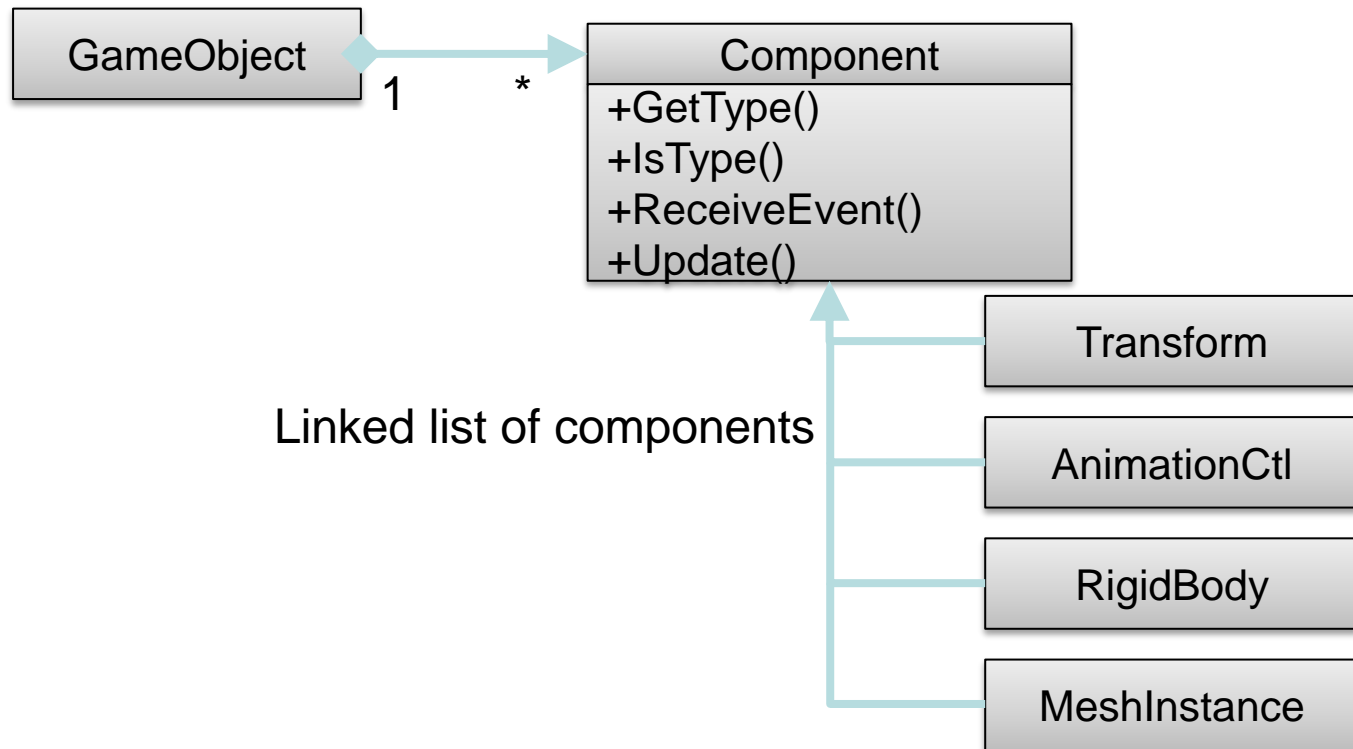 GameObject
1
*
Component
+GetType()
+IsType()
+ReceiveEvent()
+Update()
Linked list of components
Transform
AnimationCtl
RigidBody
MeshInstance